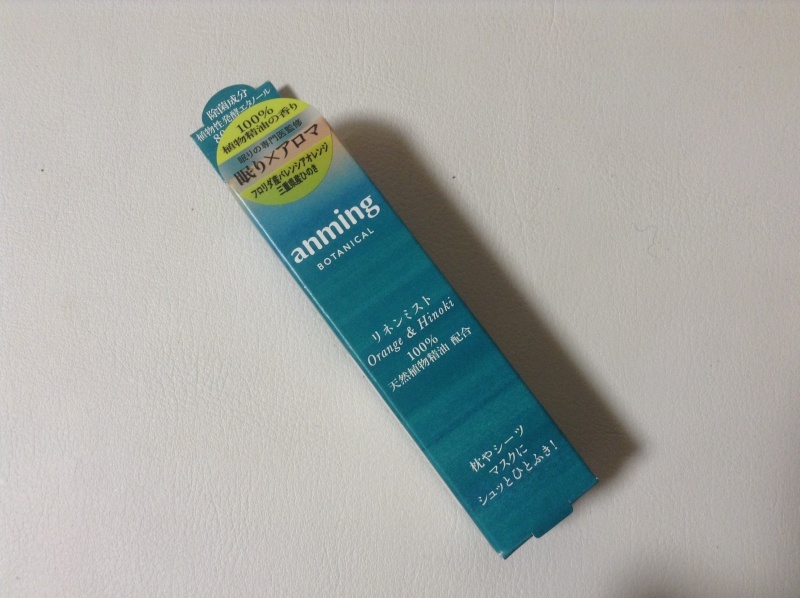 除菌成分
植物性発酵エタノール
100%
植物精油の香り
眠りの専門医監修
眠り×アロマ
フロリダ産バレンシアオレンジ
三重県産ひのき
anming
BOTANICAL
リネンミスト
Orange & Hinoki
100%
天然植物精油 配合
枕やシーツ
マスクに
シュッとひとふき!